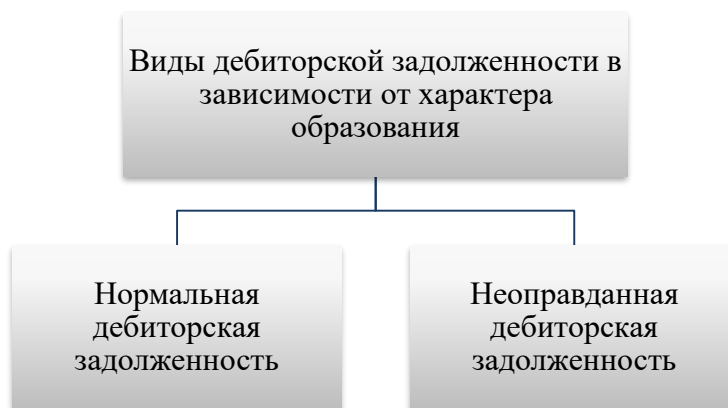 Виды дебиторской задолженности в
зависимости от характера
образования
Нормальная
дебиторская
задолженность
Неоправданная
дебиторская
задолженность